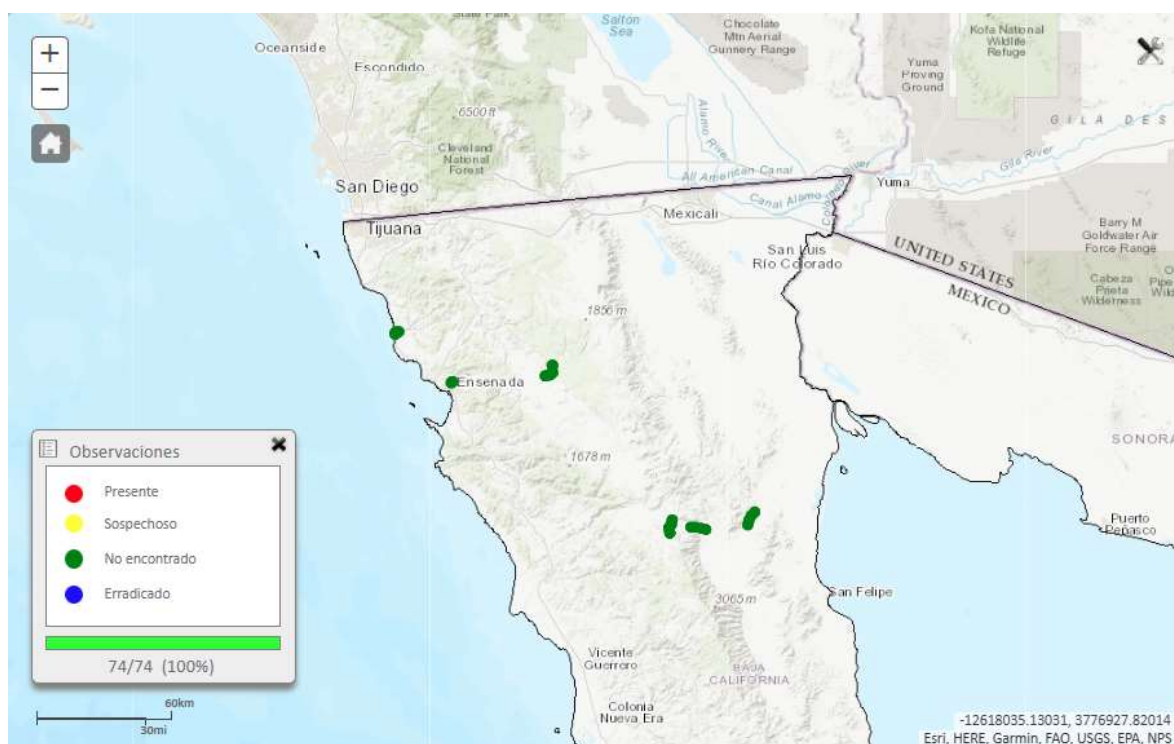 State Park
Salton
Sea
Chocolate
Mtn Aerial
Gunnery Range
Kofa National
Wildlife
Refuge
Oceanside
Escondido
Yuma
Proving
Ground
6500 ft
Cleveland
National
Forest
Alamo River
GILA DES
Gila River
All American Canal
San Diego
Yuma
Canal Alamo
Colorado River
Mexicali
Tijuana
Barry M
Goldwater Air
Force Range
San Luis
Río Colorado
UNITED STATES
MEXICO
Cabeza
Prieta
Wilderness
1856 m
Ensenada
SONORA
1678 m
Puerto
Peñasco
3065 m
San Felipe
Vicente
Guerrero
BAJA
CALIFORNIA
Colonia
Nueva Era
Observaciones
Presente
Sospechoso
No encontrado
Erradicado
74/74 (100%)
60km
30mi
-12618035.13031, 3776927.82014
Esri, HERE, Garmin, FAO, USGS, EPA, NPS